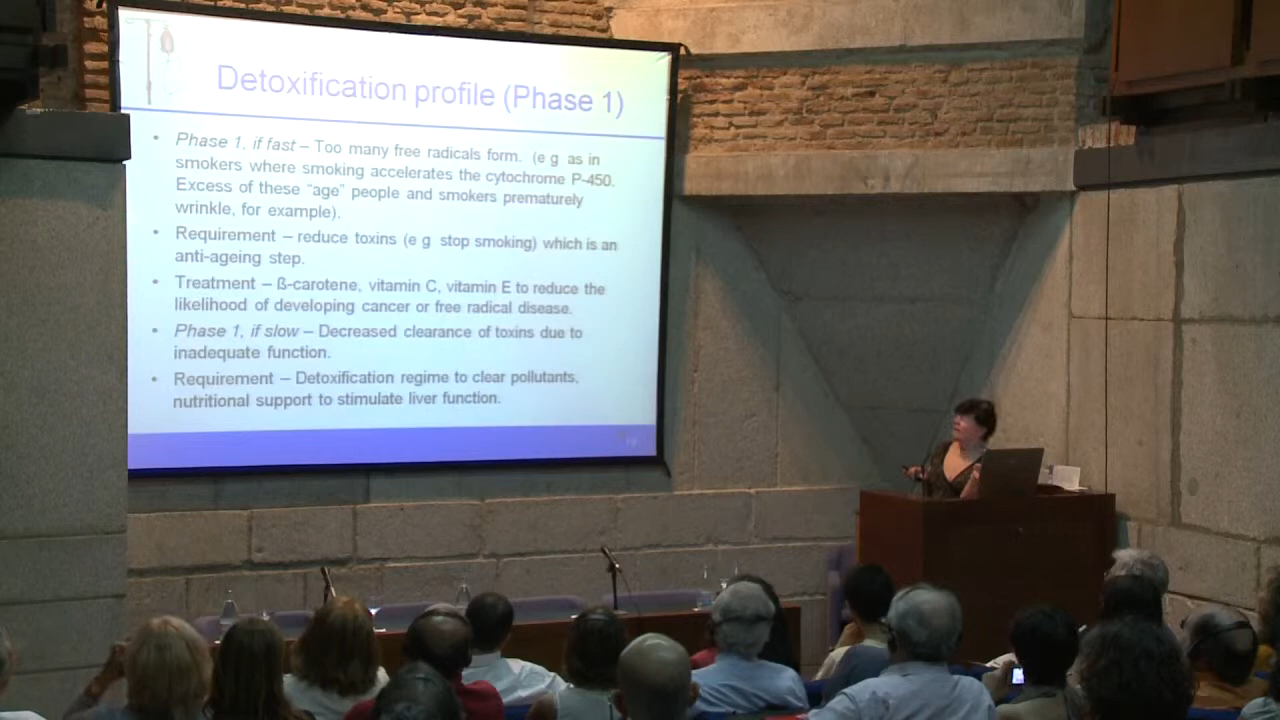 Detoxification profile (Phase 1)
• Phase 1, if fast – Too many free radicals form. (e g as in
smokers where smoking accelerates the cytochrome P-450.
Excess of these "age" people and smokers prematurely
wrinkle, for example).
• Requirement – reduce toxins (e g stop smoking) which is an
anti-ageing step.
• Treatment – ß-carotene, vitamin C, vitamin E to reduce the
likelihood of developing cancer or free radical disease.
• Phase 1, if slow – Decreased clearance of toxins due to
inadequate function.
• Requirement – Detoxification regime to clear pollutants,
nutritional support to stimulate liver function.